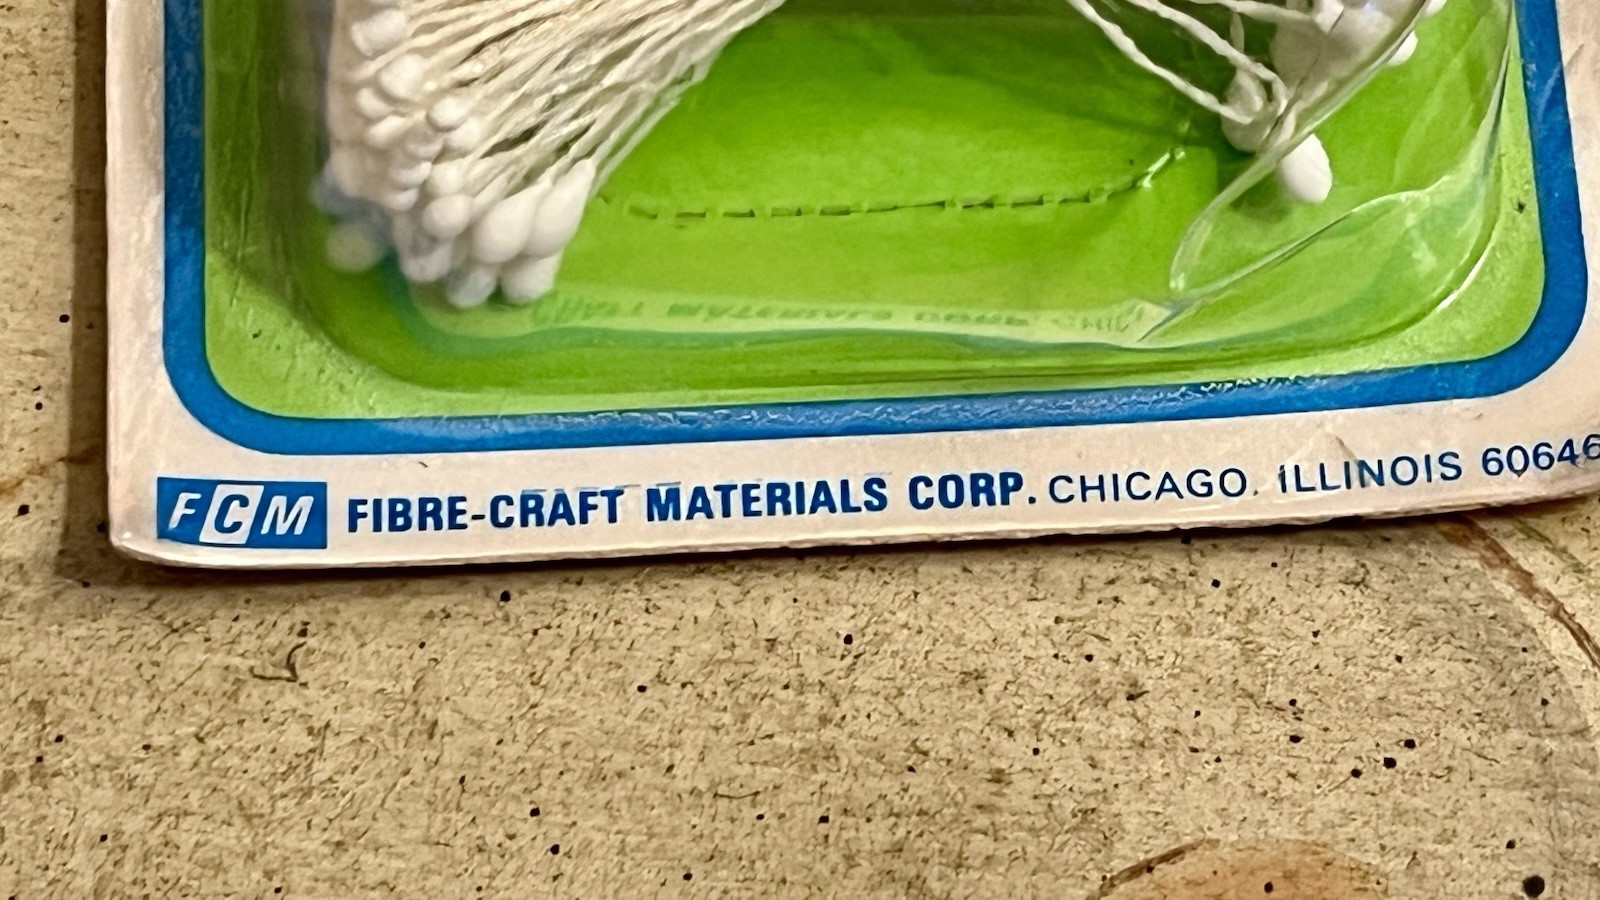 FCM FIBRE-CRAFT MATERIALS CORP. CHICAGO, ILLINOIS 60646